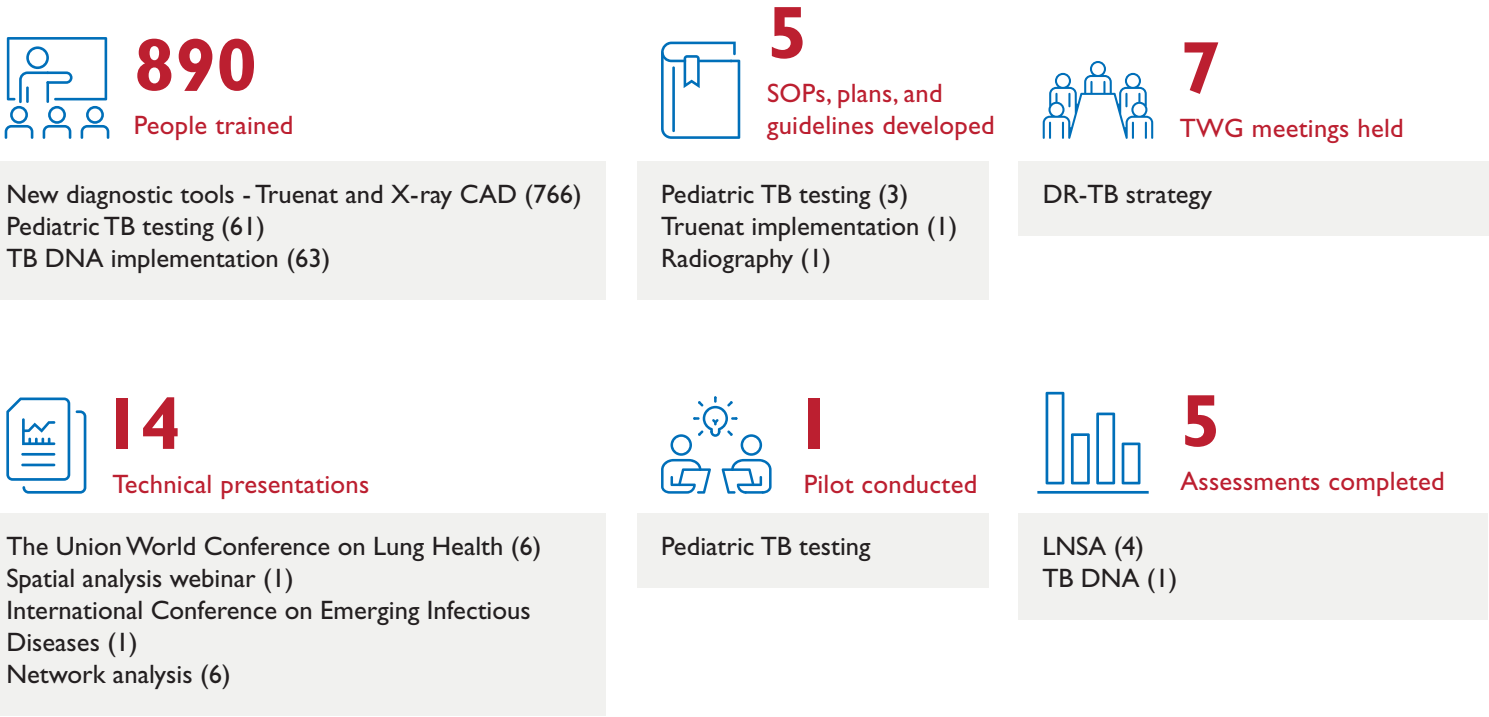 890
People trained
New diagnostic tools - Truenat and X-ray CAD (766)
Pediatric TB testing (61)
TB DNA implementation (63)
5
SOPs, plans, and
guidelines developed
Pediatric TB testing (3)
Truenat implementation (1)
Radiography (1)
7
TWG meetings held
DR-TB strategy
14
Technical presentations
The Union World Conference on Lung Health (6)
Spatial analysis webinar (1)
International Conference on Emerging Infectious
Diseases (1)
Network analysis (6)
1
Pilot conducted
Pediatric TB testing
5
Assessments completed
LNSA (4)
TB DNA (1)